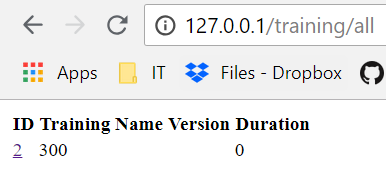 127.0.0.1/training/all
Apps IT Files - Dropbox
ID Training Name Version Duration
2 300 0